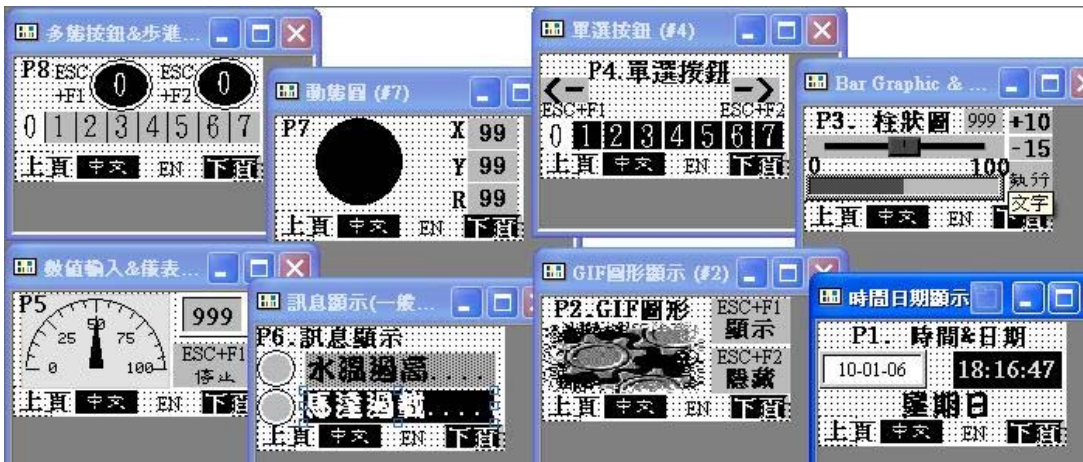 多態按鈕&步進...
P8 ESC+F1 0 ESC+F2 0
0 1 2 3 4 5 6 7
上頁 中文 EN 下頁
動態圖 (#7)
P7
X 99
Y 99
R 99
上頁 中文 EN 下頁
單選按鈕 (#4)
P4.單選按鈕
ESC+F1 ESC+F2
0 1 2 3 4 5 6 7
上頁 中文 EN 下頁
Bar Graphic & ...
P3. 柱狀圖 999 +10
-15
0 100
執行
文字
上頁 中文 EN 下頁
數值輸入&儀表...
P5
0 25 50 75 100
999
ESC+F1
停止
上頁 中文 EN 下頁
訊息顯示(一般...
P6.訊息顯示
水溫過高....
馬達過載....
上頁 中文 EN 下頁
GIF圖形顯示 (#2)
P2.GIF圖形
ESC+F1
顯示
ESC+F2
隱藏
上頁 中文 EN 下頁
時間日期顯示
P1. 時間&日期
10-01-06 18:16:47
星期日
上頁 中文 EN 下頁